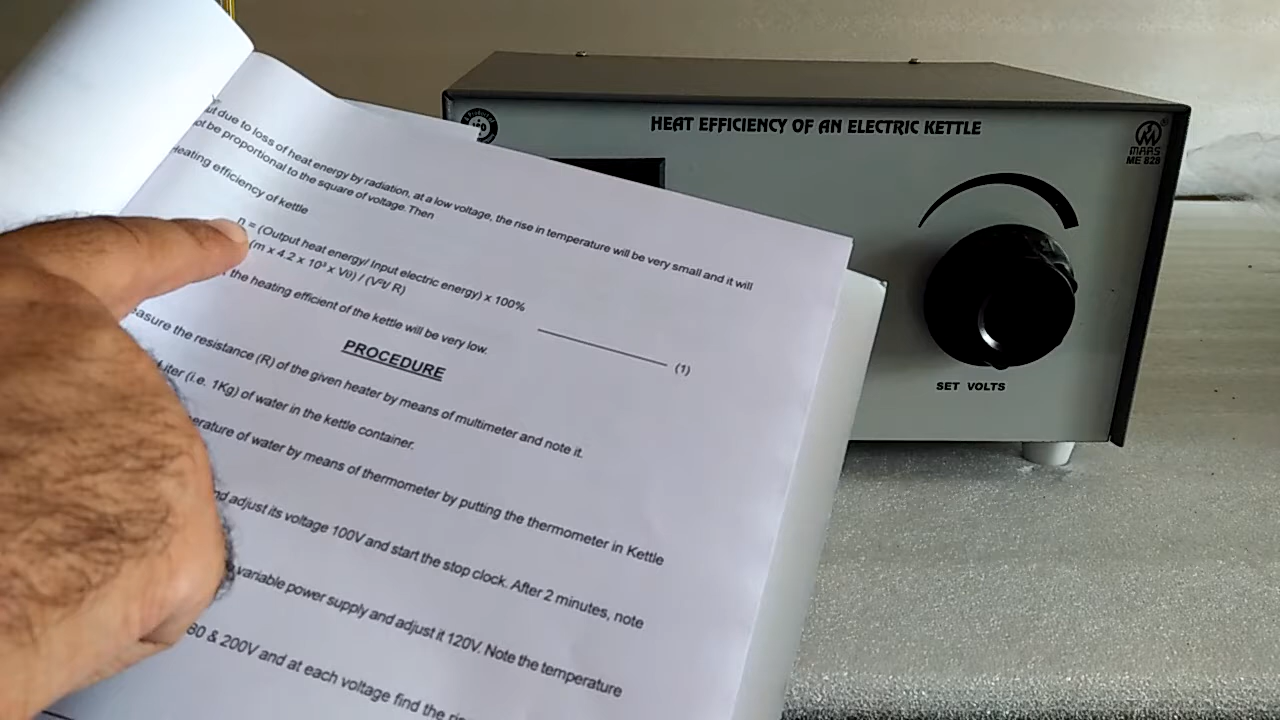 HEAT EFFICIENCY OF AN ELECTRIC KETTLE
MARS
ME 828
SET VOLTS
due to loss of heat energy by radiation, at a low voltage, the rise in temperature will be very small and it will
be proportional to the square of voltage. Then
Heating efficiency of kettle
η = (Output heat energy/ Input electric energy) x 100%
(m x 4.2 x 10³ x Vθ) / (V²t/ R)
(1)
the heating efficient of the kettle will be very low.
PROCEDURE
the resistance (R) of the given heater by means of multimeter and note it.
(i.e. 1Kg) of water in the kettle container.
of water by means of thermometer by putting the thermometer in Kettle
adjust its voltage 100V and start the stop clock. After 2 minutes, note
variable power supply and adjust it 120V. Note the temperature
& 200V and at each voltage find the